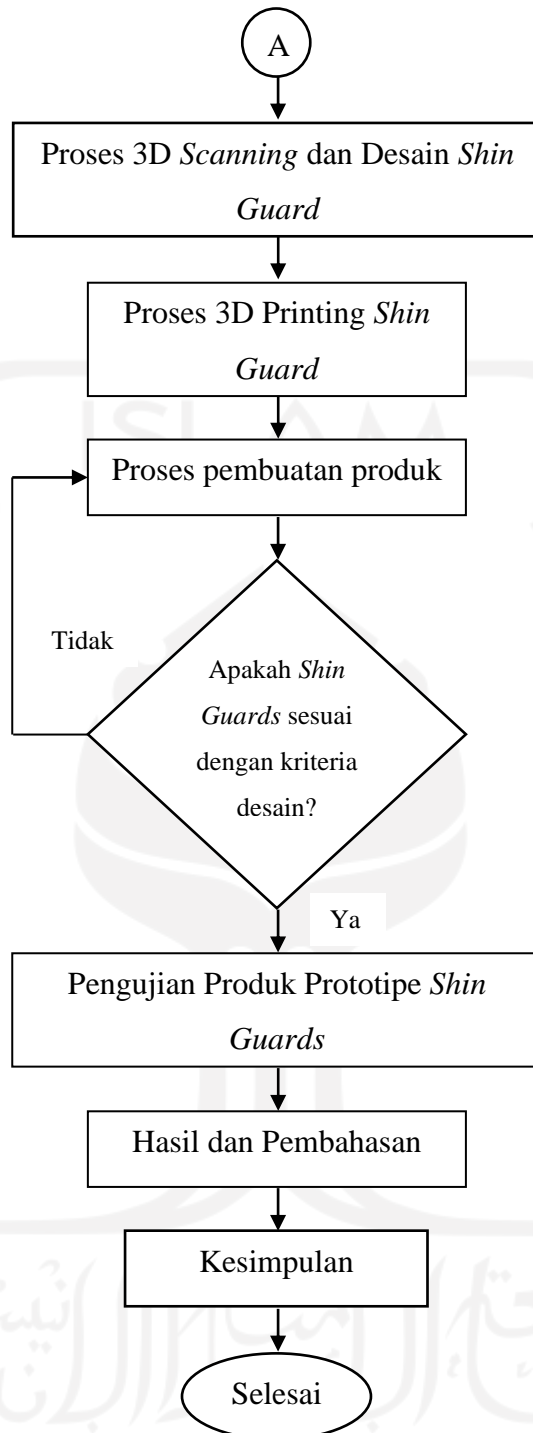 A
Proses 3D Scanning dan Desain Shin
Guard
Proses 3D Printing Shin
Guard
Proses pembuatan produk
Tidak
Apakah Shin
Guards sesuai
dengan kriteria
desain?
Ya
Pengujian Produk Prototipe Shin
Guards
Hasil dan Pembahasan
Kesimpulan
Selesai